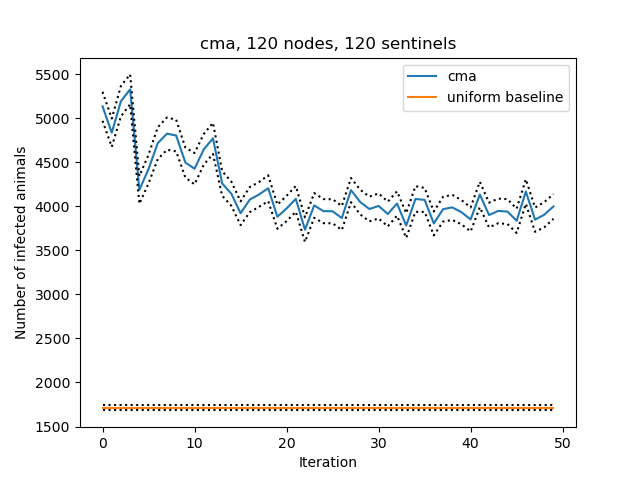 cma, 120 nodes, 120 sentinels
cma
uniform baseline
Number of infected animals
5500
5000
4500
4000
3500
3000
2500
2000
1500
0 10 20 30 40 50
Iteration